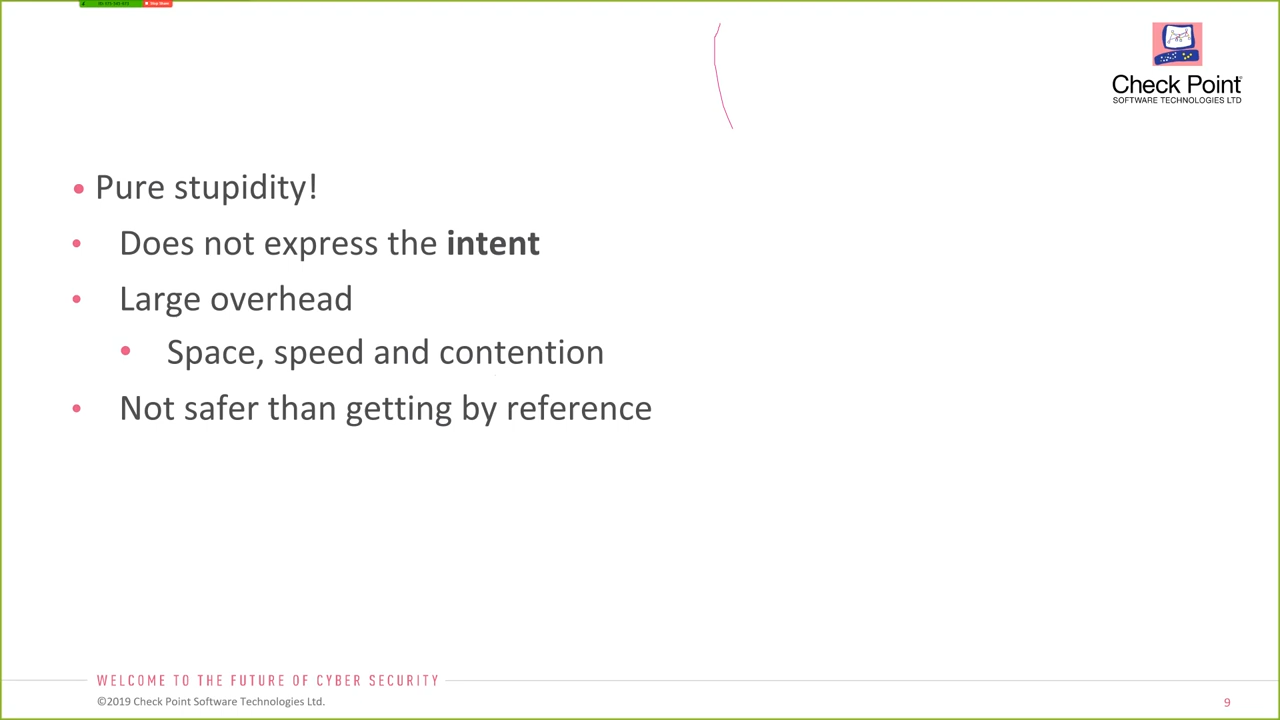 Check Point
SOFTWARE TECHNOLOGIES LTD
• Pure stupidity!
• Does not express the intent
• Large overhead
• Space, speed and contention
• Not safer than getting by reference
WELCOME TO THE FUTURE OF CYBER SECURITY
©2019 Check Point Software Technologies Ltd.
9